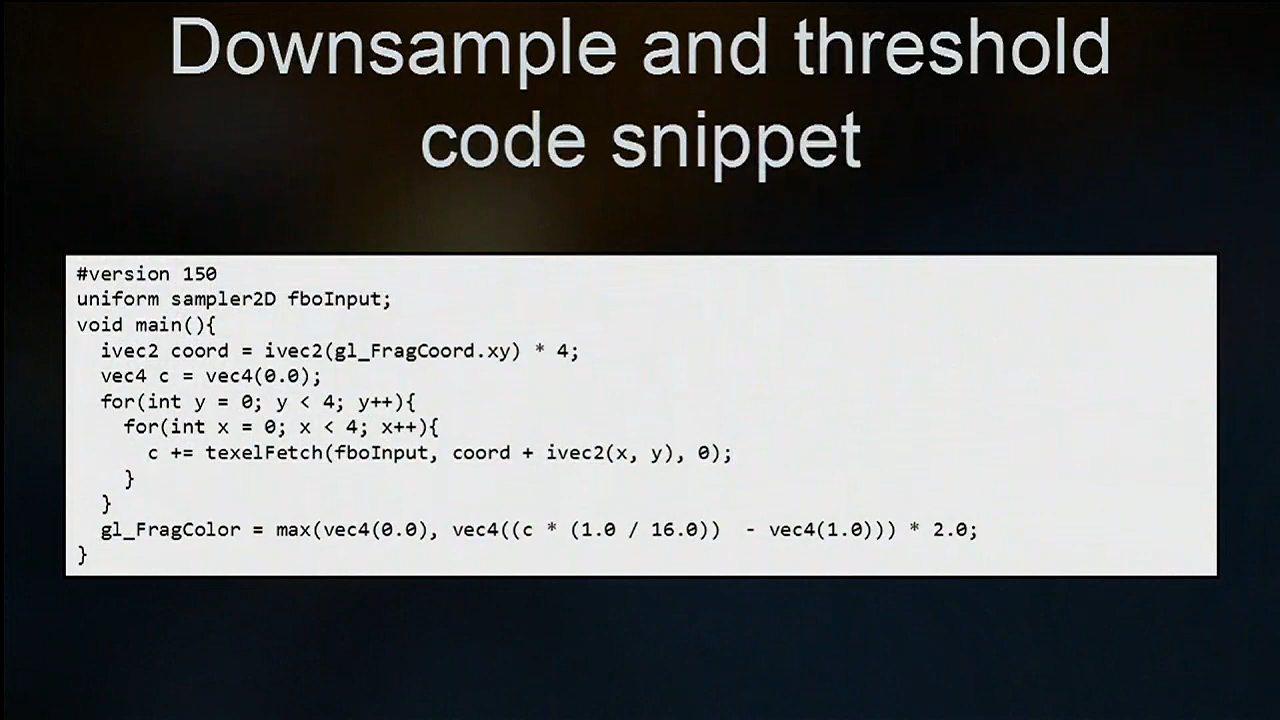 Downsample and threshold
code snippet
#version 150
uniform sampler2D fboInput;
void main(){
  ivec2 coord = ivec2(gl_FragCoord.xy) * 4;
  vec4 c = vec4(0.0);
  for(int y = 0; y < 4; y++){
    for(int x = 0; x < 4; x++){
      c += texelFetch(fboInput, coord + ivec2(x, y), 0);
    }
  }
  gl_FragColor = max(vec4(0.0), vec4((c * (1.0 / 16.0))  - vec4(1.0))) * 2.0;
}